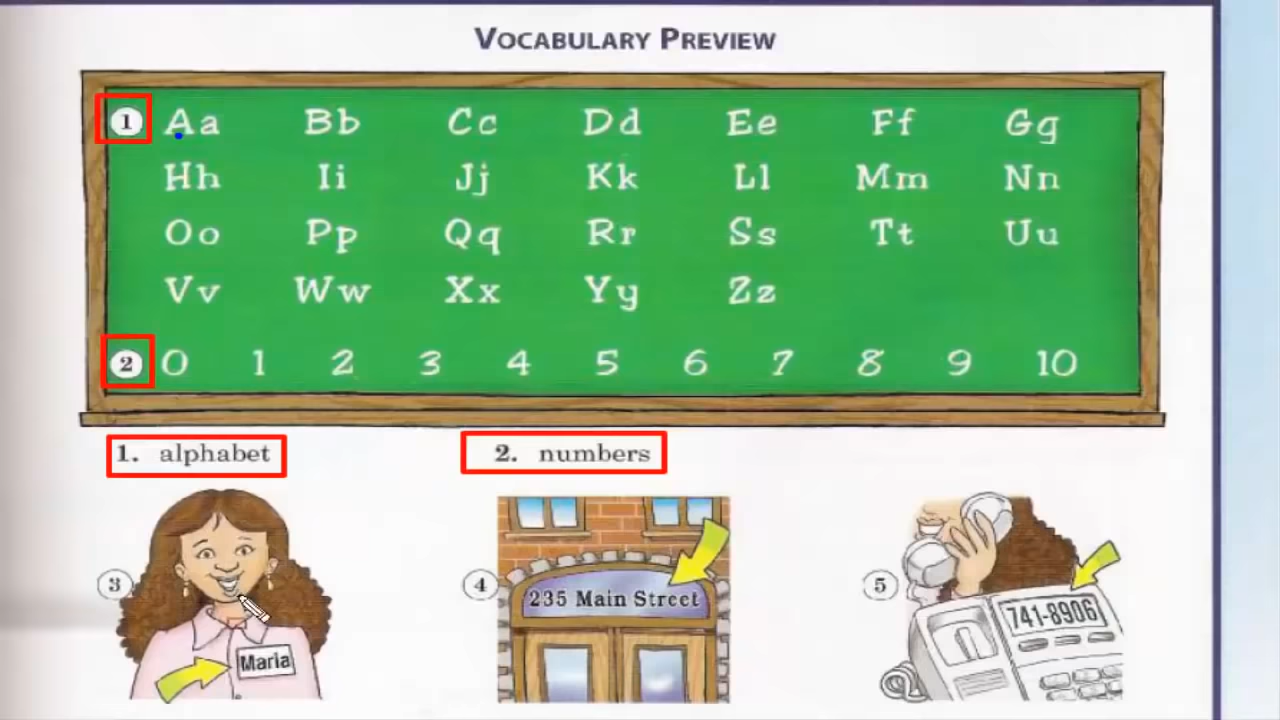 VOCABULARY PREVIEW
1 Aa Bb Cc Dd Ee Ff Gg
Hh Ii Jj Kk Ll Mm Nn
Oo Pp Qq Rr Ss Tt Uu
Vv Ww Xx Yy Zz
2 0 1 2 3 4 5 6 7 8 9 10
1. alphabet 2. numbers
3 4 5
Maria
235 Main Street
741-8906